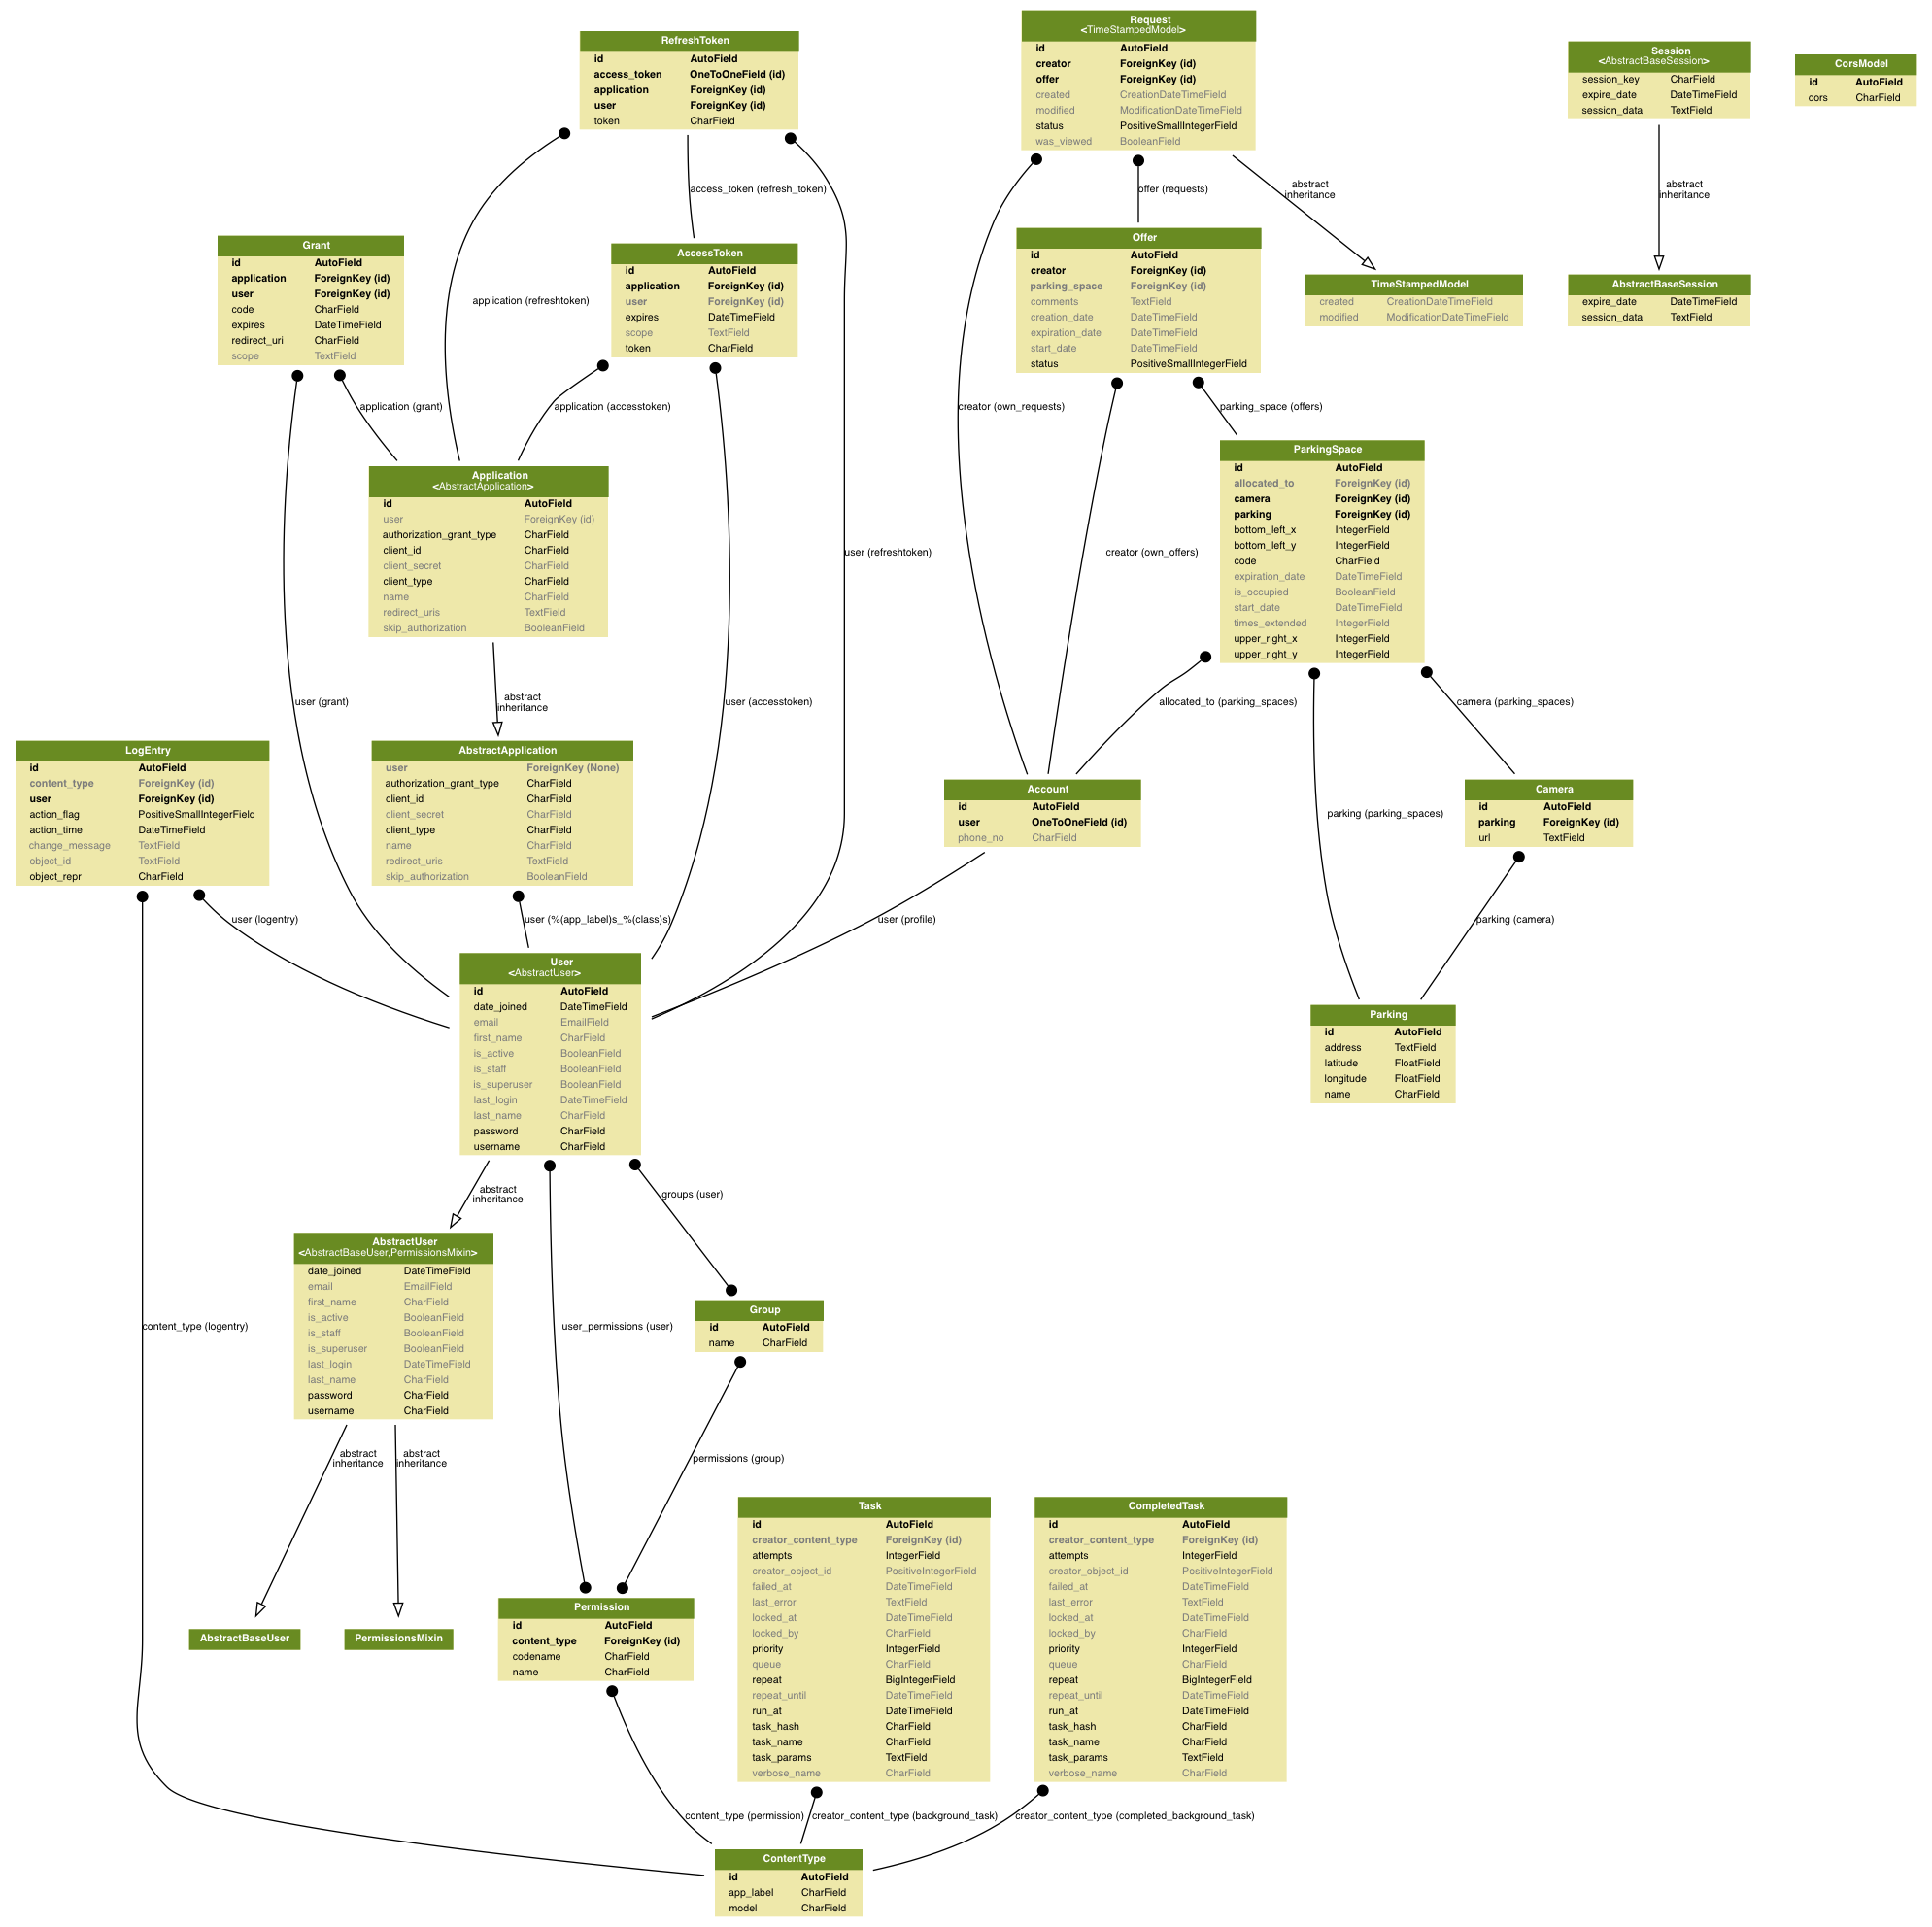 RefreshToken
id AutoField
access_token OneToOneField (id)
application ForeignKey (id)
user ForeignKey (id)
token CharField
Request
<TimeStampedModel>
id AutoField
creator ForeignKey (id)
offer ForeignKey (id)
created CreationDateTimeField
modified ModificationDateTimeField
status PositiveSmallIntegerField
was_viewed BooleanField
Session
<AbstractBaseSession>
session_key CharField
expire_date DateTimeField
session_data TextField
CorsModel
id AutoField
cors CharField
access_token (refresh_token)
offer (requests)
abstract
inheritance
abstract
inheritance
Grant
id AutoField
application ForeignKey (id)
user ForeignKey (id)
code CharField
expires DateTimeField
redirect_uri CharField
scope TextField
application (refreshtoken)
AccessToken
id AutoField
application ForeignKey (id)
user ForeignKey (id)
expires DateTimeField
scope TextField
token CharField
Offer
id AutoField
creator ForeignKey (id)
parking_space ForeignKey (id)
comments TextField
creation_date DateTimeField
expiration_date DateTimeField
start_date DateTimeField
status PositiveSmallIntegerField
TimeStampedModel
created CreationDateTimeField
modified ModificationDateTimeField
AbstractBaseSession
expire_date DateTimeField
session_data TextField
application (grant)
application (accesstoken)
creator (own_requests)
parking_space (offers)
Application
<AbstractApplication>
id AutoField
user ForeignKey (id)
authorization_grant_type CharField
client_id CharField
client_secret CharField
client_type CharField
name CharField
redirect_uris TextField
skip_authorization BooleanField
user (refreshtoken)
creator (own_offers)
ParkingSpace
id AutoField
allocated_to ForeignKey (id)
camera ForeignKey (id)
parking ForeignKey (id)
bottom_left_x IntegerField
bottom_left_y IntegerField
code CharField
expiration_date DateTimeField
is_occupied BooleanField
start_date DateTimeField
times_extended IntegerField
upper_right_x IntegerField
upper_right_y IntegerField
user (grant)
abstract
inheritance
user (accesstoken)
allocated_to (parking_spaces)
camera (parking_spaces)
LogEntry
id AutoField
content_type ForeignKey (id)
user ForeignKey (id)
action_flag PositiveSmallIntegerField
action_time DateTimeField
change_message TextField
object_id TextField
object_repr CharField
AbstractApplication
user ForeignKey (None)
authorization_grant_type CharField
client_id CharField
client_secret CharField
client_type CharField
name CharField
redirect_uris TextField
skip_authorization BooleanField
Account
id AutoField
user OneToOneField (id)
phone_no CharField
parking (parking_spaces)
Camera
id AutoField
parking ForeignKey (id)
url TextField
user (logentry)
user (%(app_label)s_%(class)s)
user (profile)
parking (camera)
User
<AbstractUser>
id AutoField
date_joined DateTimeField
email EmailField
first_name CharField
is_active BooleanField
is_staff BooleanField
is_superuser BooleanField
last_login DateTimeField
last_name CharField
password CharField
username CharField
Parking
id AutoField
address TextField
latitude FloatField
longitude FloatField
name CharField
abstract
inheritance
groups (user)
AbstractUser
<AbstractBaseUser,PermissionsMixin>
date_joined DateTimeField
email EmailField
first_name CharField
is_active BooleanField
is_staff BooleanField
is_superuser BooleanField
last_login DateTimeField
last_name CharField
password CharField
username CharField
content_type (logentry)
user_permissions (user)
Group
id AutoField
name CharField
abstract
inheritance
abstract
inheritance
permissions (group)
AbstractBaseUser
PermissionsMixin
Permission
id AutoField
content_type ForeignKey (id)
codename CharField
name CharField
Task
id AutoField
creator_content_type ForeignKey (id)
attempts IntegerField
creator_object_id PositiveIntegerField
failed_at DateTimeField
last_error TextField
locked_at DateTimeField
locked_by CharField
priority IntegerField
queue CharField
repeat BigIntegerField
repeat_until DateTimeField
run_at DateTimeField
task_hash CharField
task_name CharField
task_params TextField
verbose_name CharField
CompletedTask
id AutoField
creator_content_type ForeignKey (id)
attempts IntegerField
creator_object_id PositiveIntegerField
failed_at DateTimeField
last_error TextField
locked_at DateTimeField
locked_by CharField
priority IntegerField
queue CharField
repeat BigIntegerField
repeat_until DateTimeField
run_at DateTimeField
task_hash CharField
task_name CharField
task_params TextField
verbose_name CharField
content_type (permission)
creator_content_type (background_task)
creator_content_type (completed_background_task)
ContentType
id AutoField
app_label CharField
model CharField